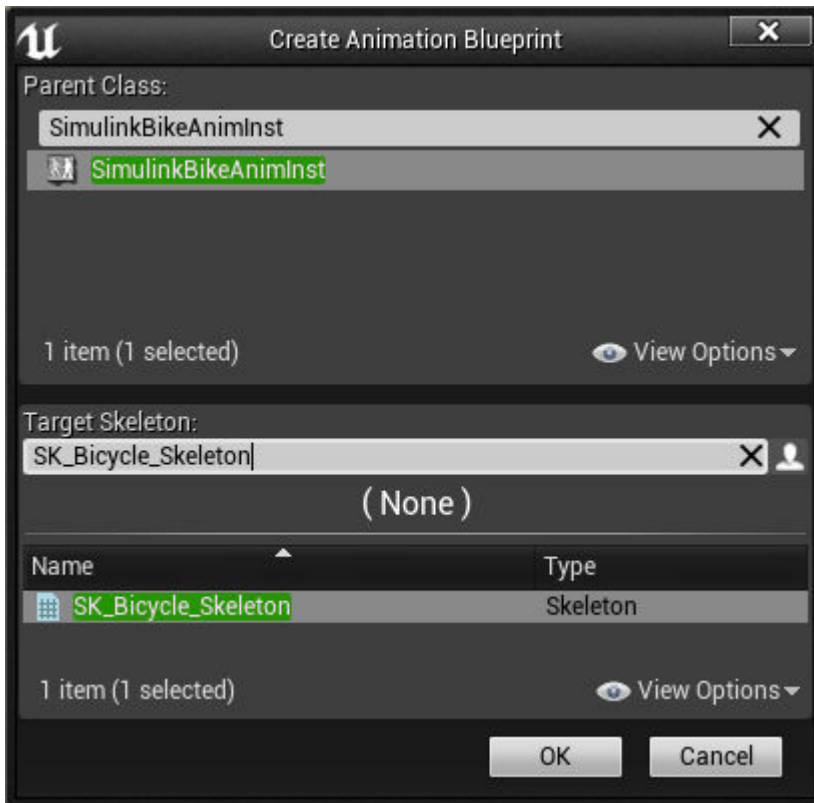 Create Animation Blueprint
Parent Class:
SimulinkBikeAnimInst
SimulinkBikeAnimInst
1 item (1 selected)
View Options
Target Skeleton:
SK_Bicycle_Skeleton
( None )
Name Type
SK_Bicycle_Skeleton Skeleton
1 item (1 selected)
View Options
OK Cancel